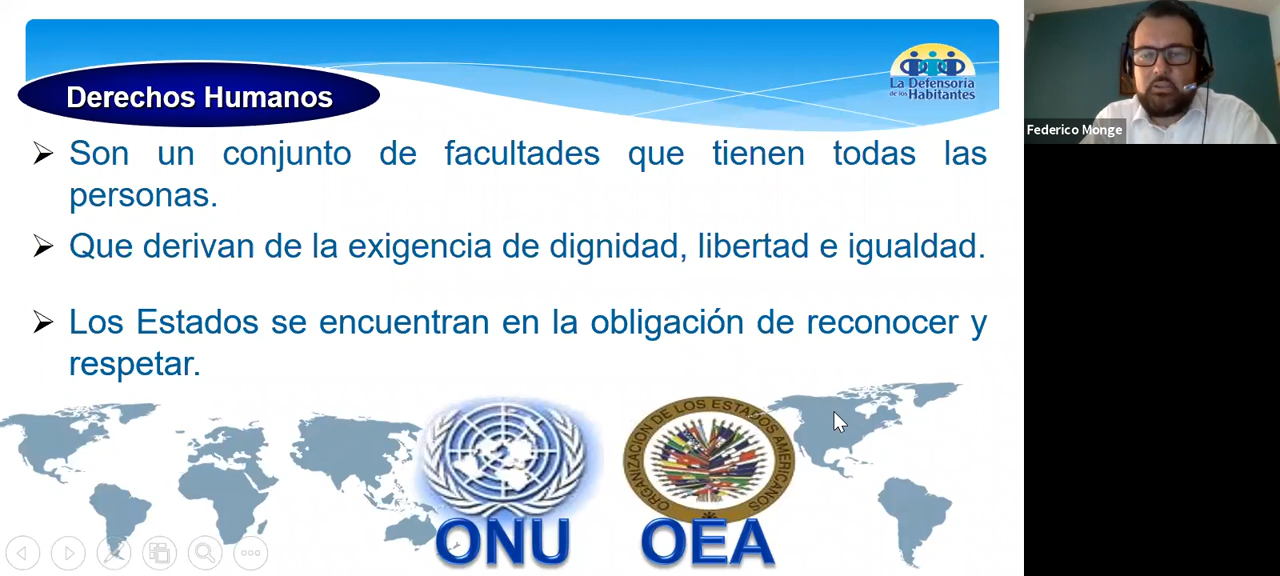 Derechos Humanos
La Defensoría
de los Habitantes
Federico Monge
Son un conjunto de facultades que tienen todas las
personas.
Que derivan de la exigencia de dignidad, libertad e igualdad.
Los Estados se encuentran en la obligación de reconocer y
respetar.
ORGANIZACION DE LOS ESTADOS AMERICANOS
ONU
OEA